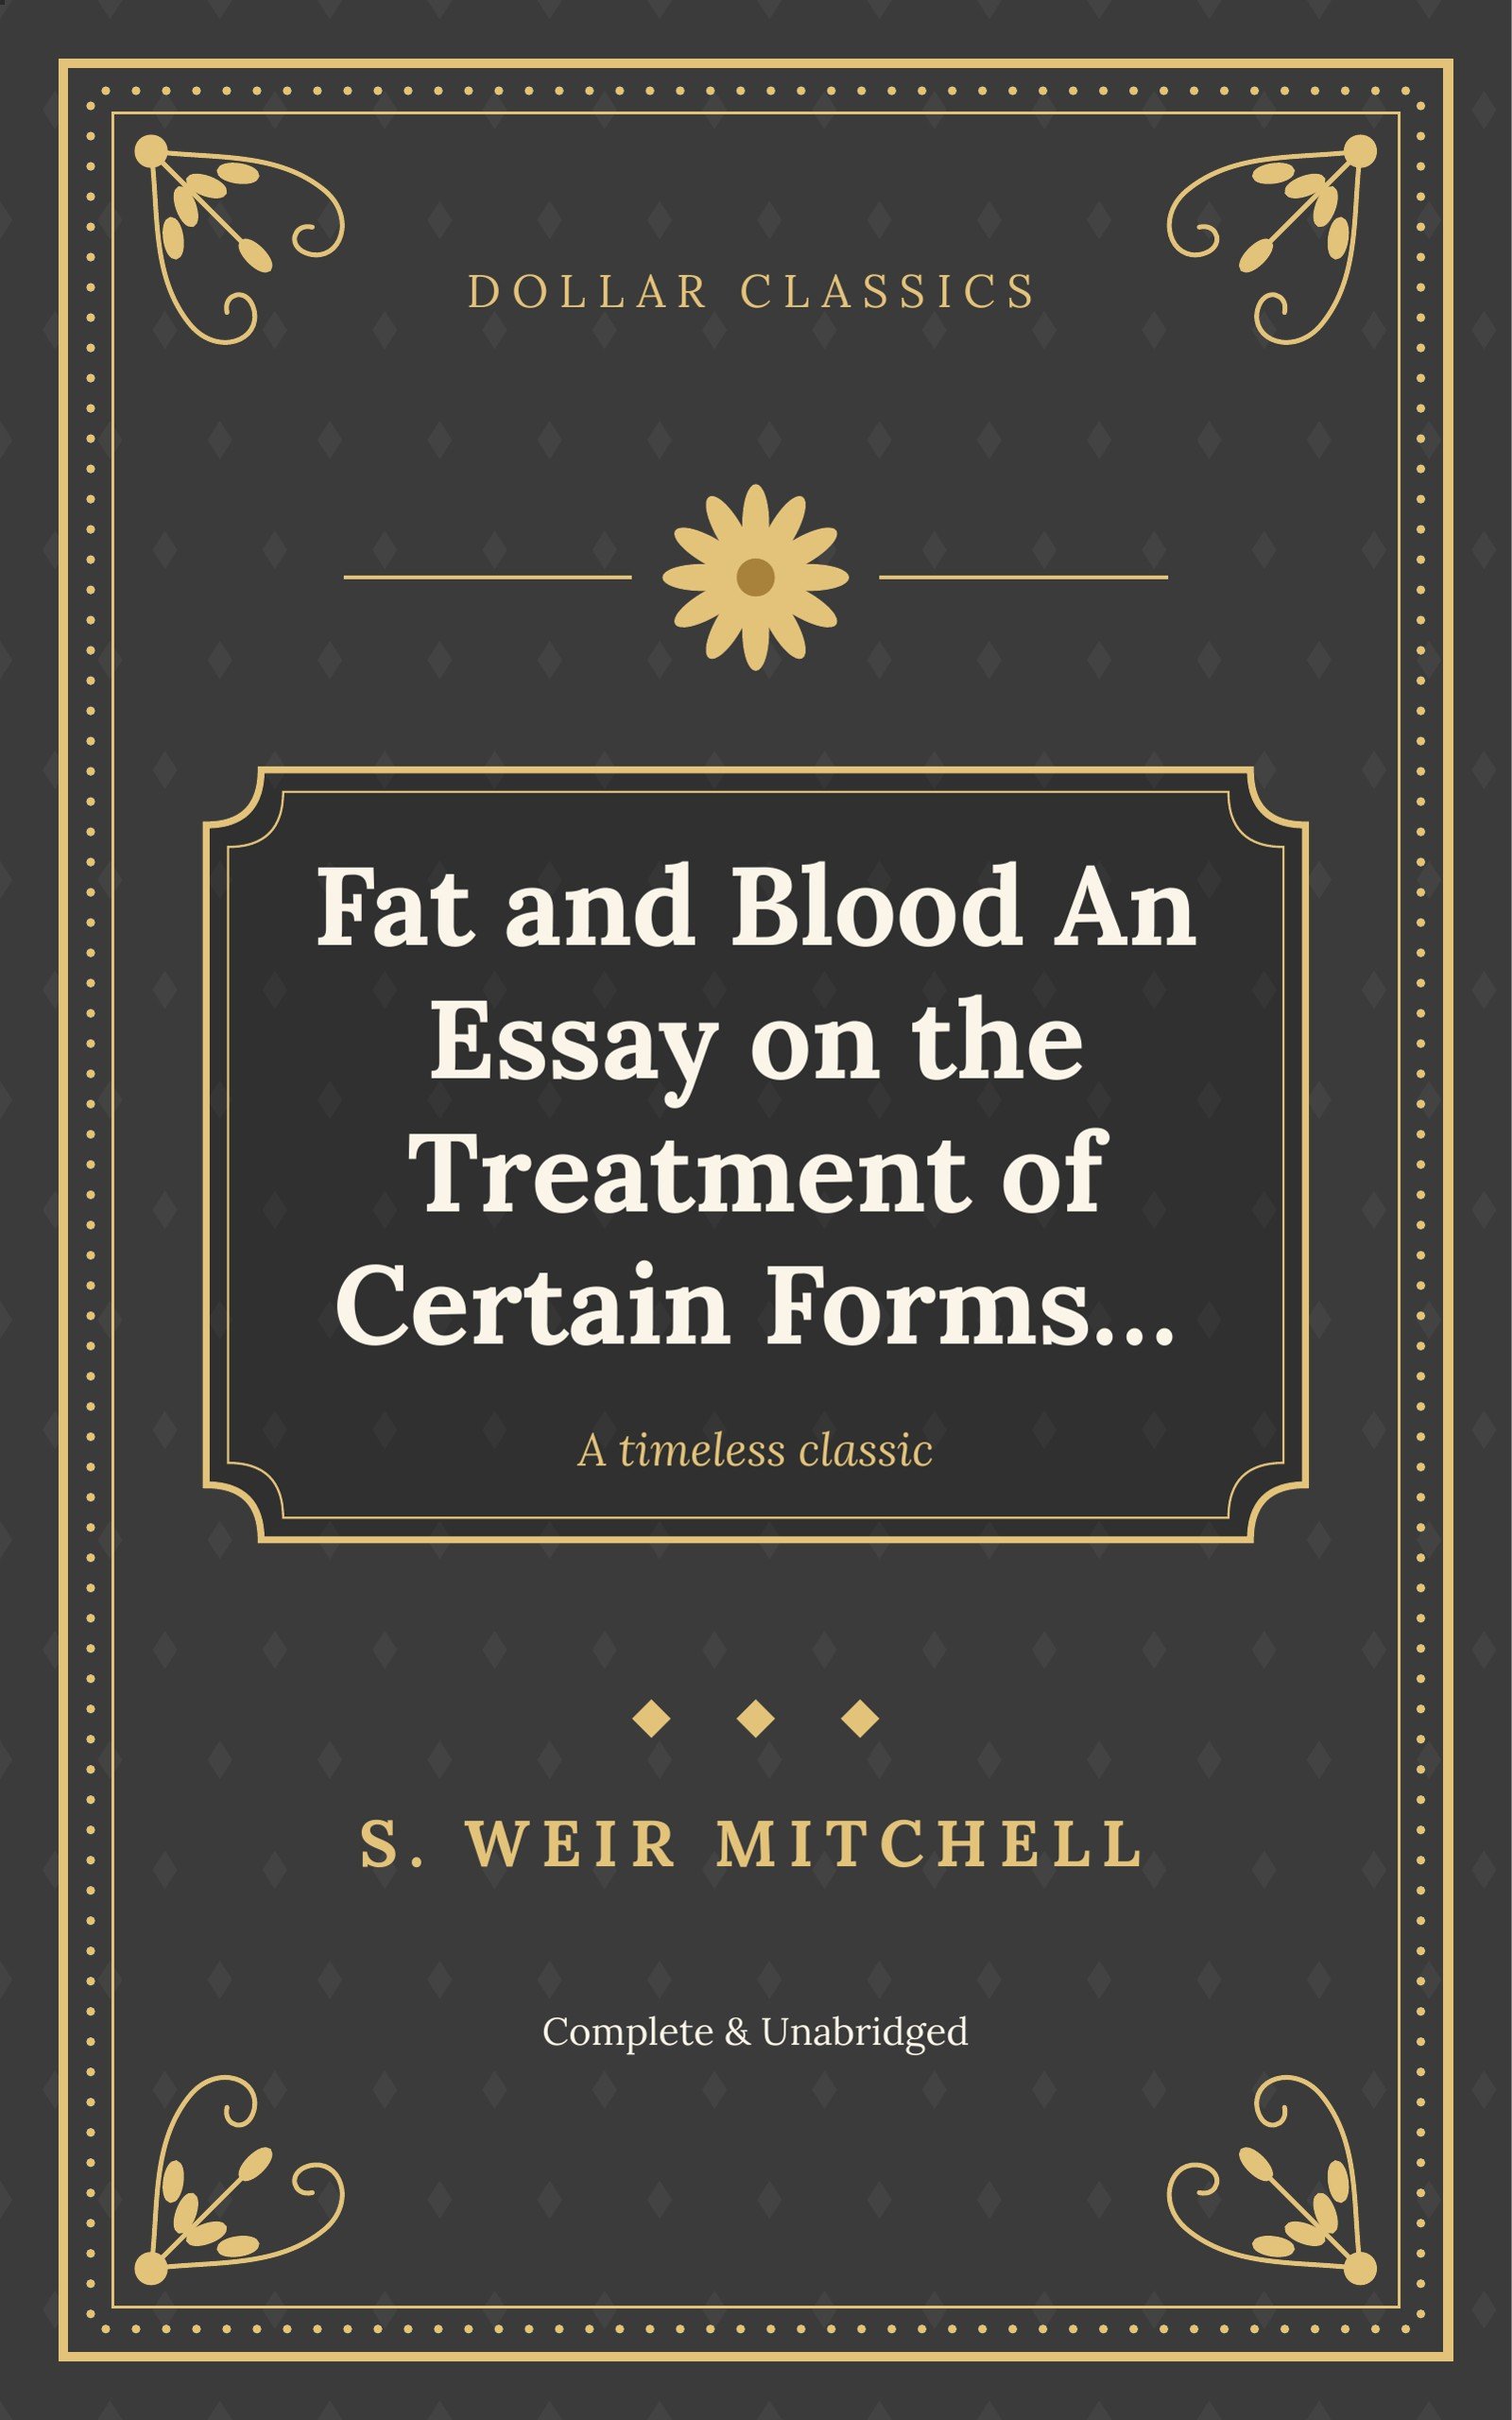 DOLLAR CLASSICS
Fat and Blood An
Essay on the
Treatment of
Certain Forms...
A timeless classic
S. WEIR MITCHELL
Complete & Unabridged